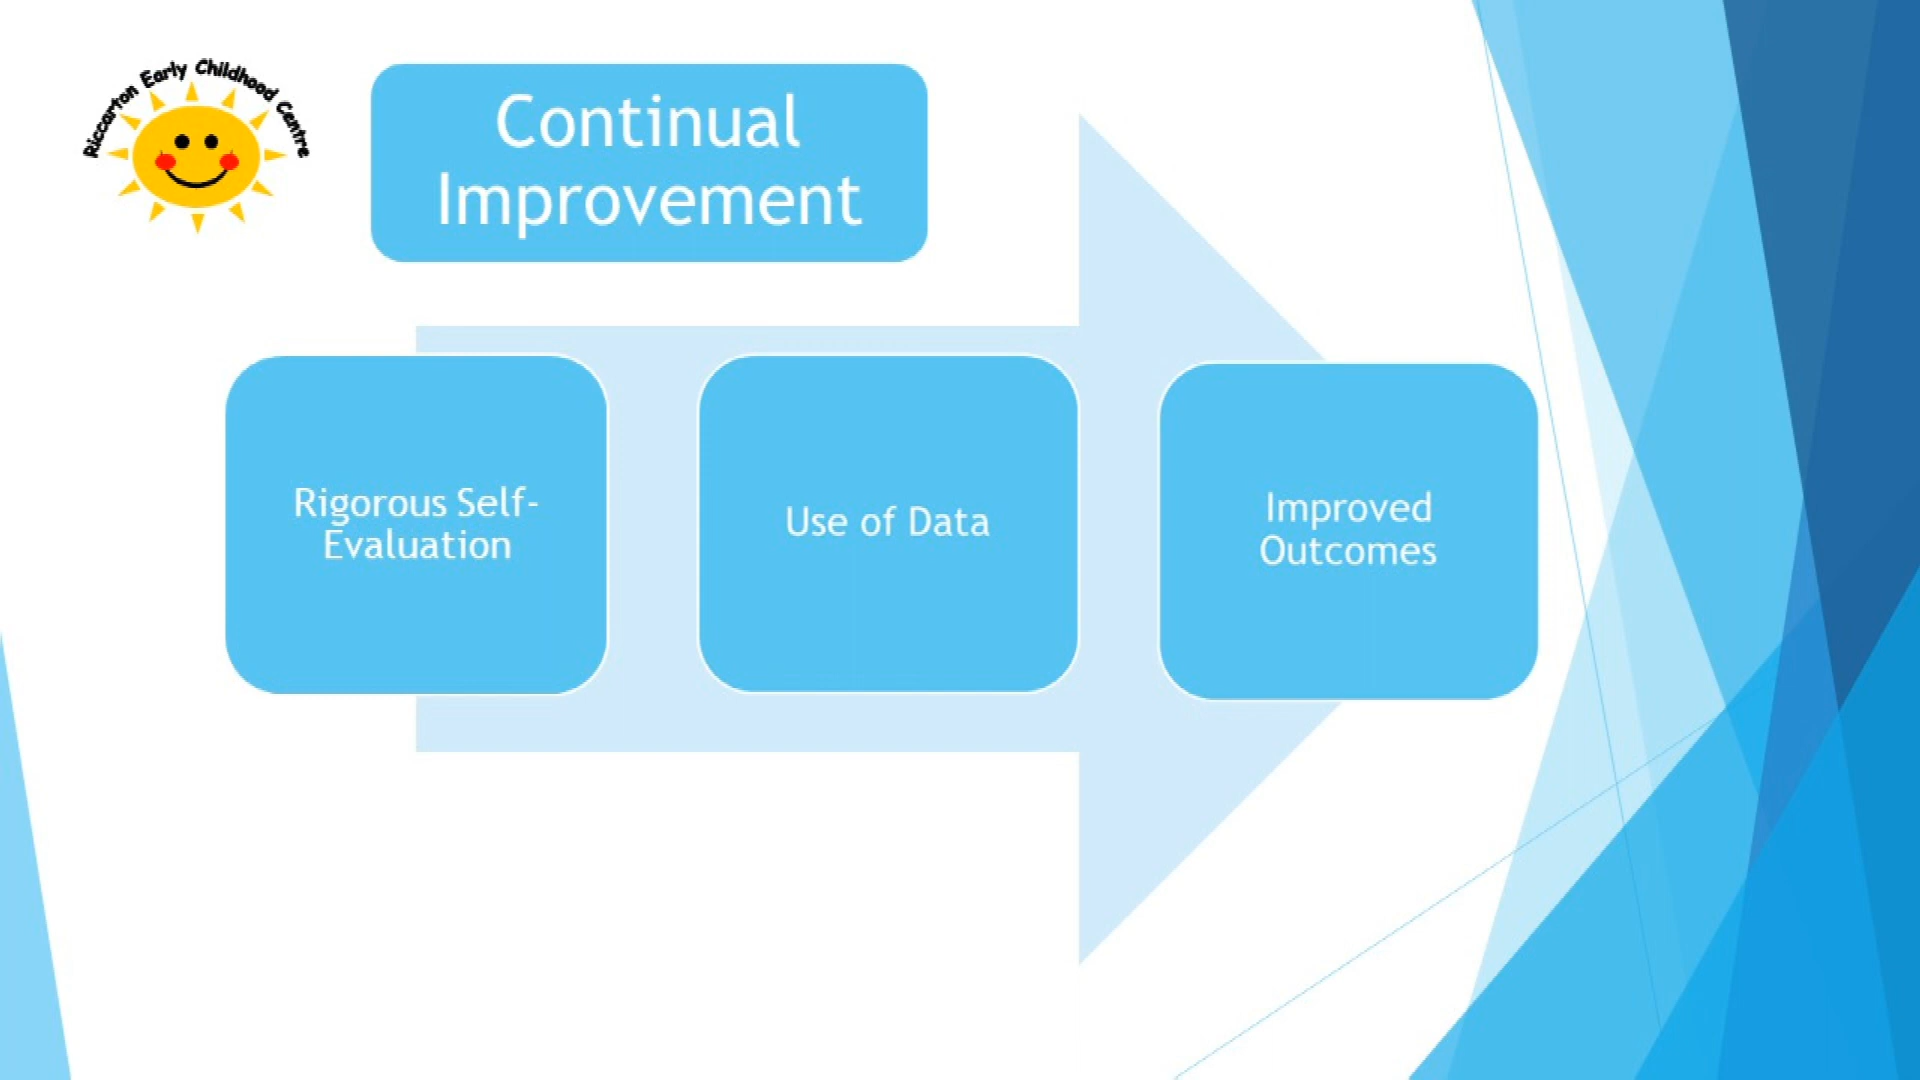 Riccarton Early Childhood Centre
Continual
Improvement
Rigorous Self-
Evaluation
Use of Data
Improved
Outcomes